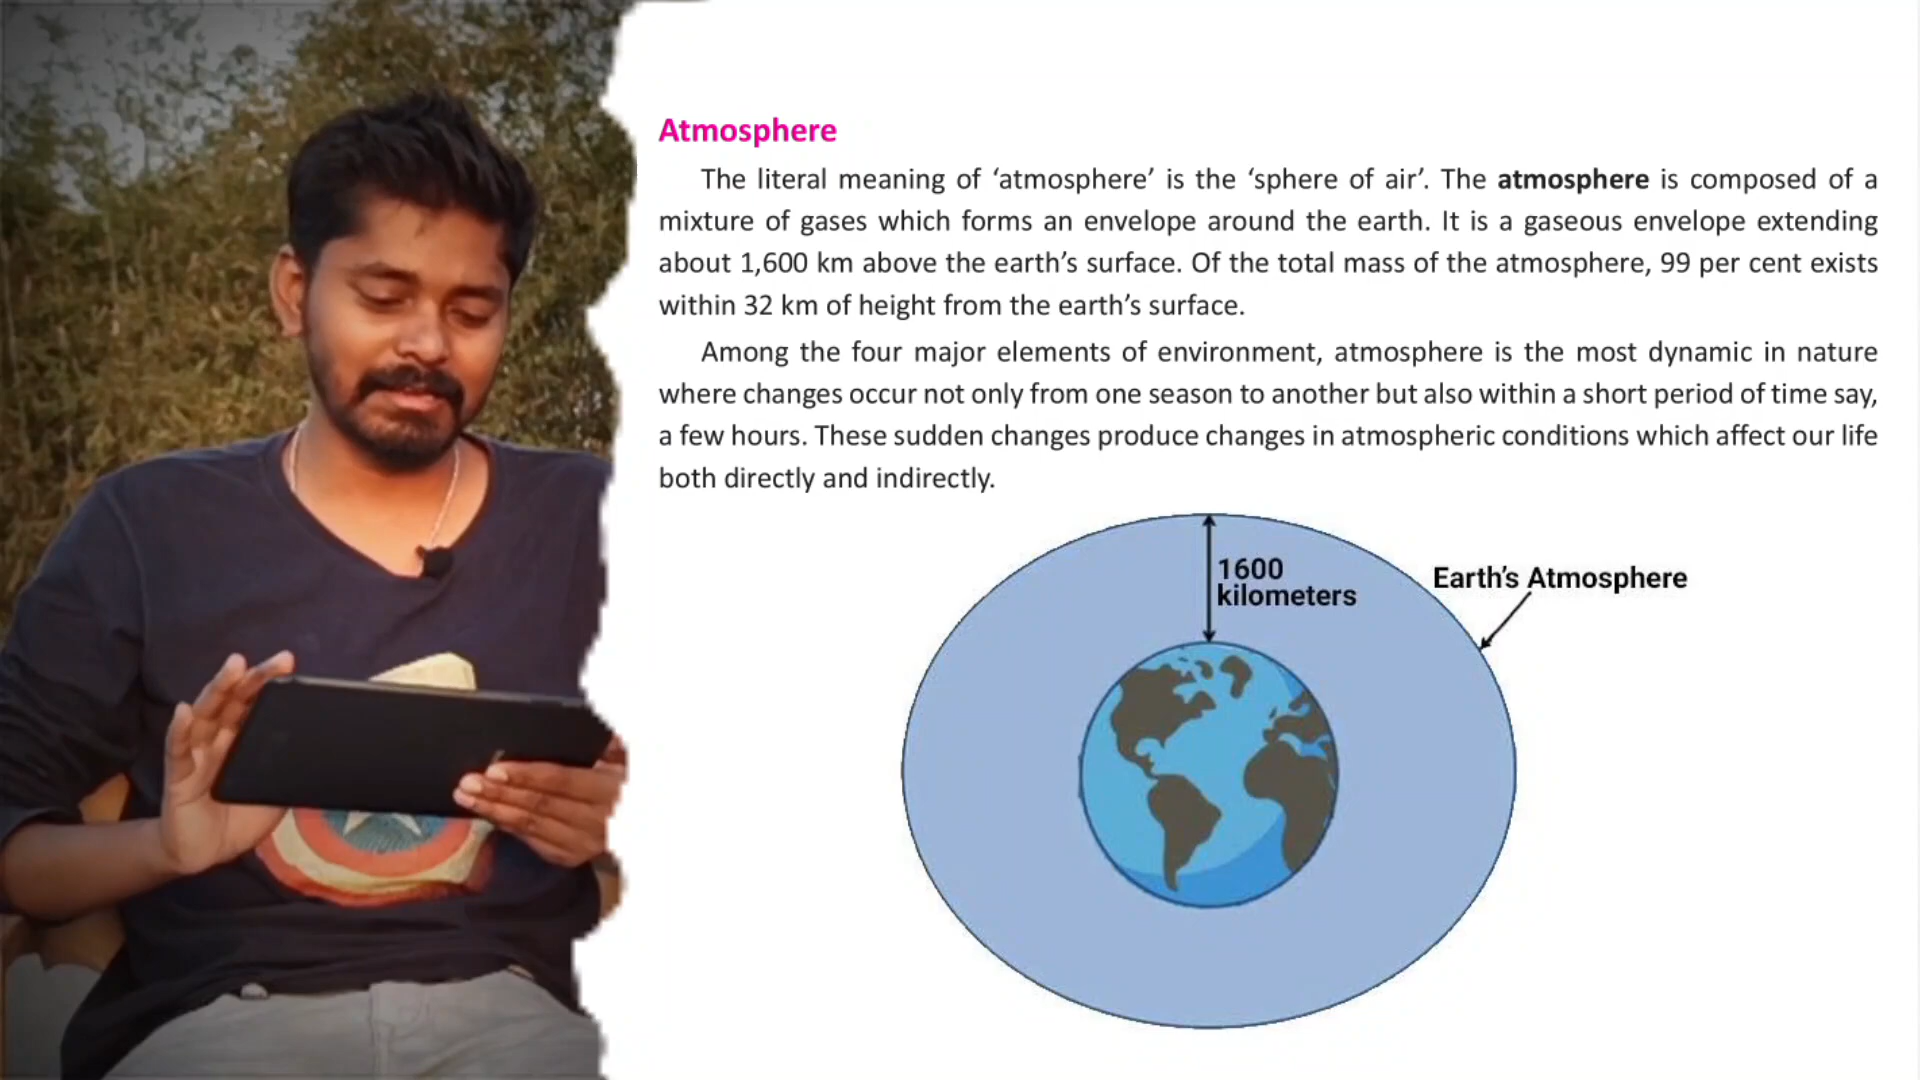 Atmosphere
The literal meaning of ‘atmosphere’ is the ‘sphere of air’. The atmosphere is composed of a
mixture of gases which forms an envelope around the earth. It is a gaseous envelope extending
about 1,600 km above the earth’s surface. Of the total mass of the atmosphere, 99 per cent exists
within 32 km of height from the earth’s surface.
Among the four major elements of environment, atmosphere is the most dynamic in nature
where changes occur not only from one season to another but also within a short period of time say,
a few hours. These sudden changes produce changes in atmospheric conditions which affect our life
both directly and indirectly.
1600
kilometers
Earth’s Atmosphere